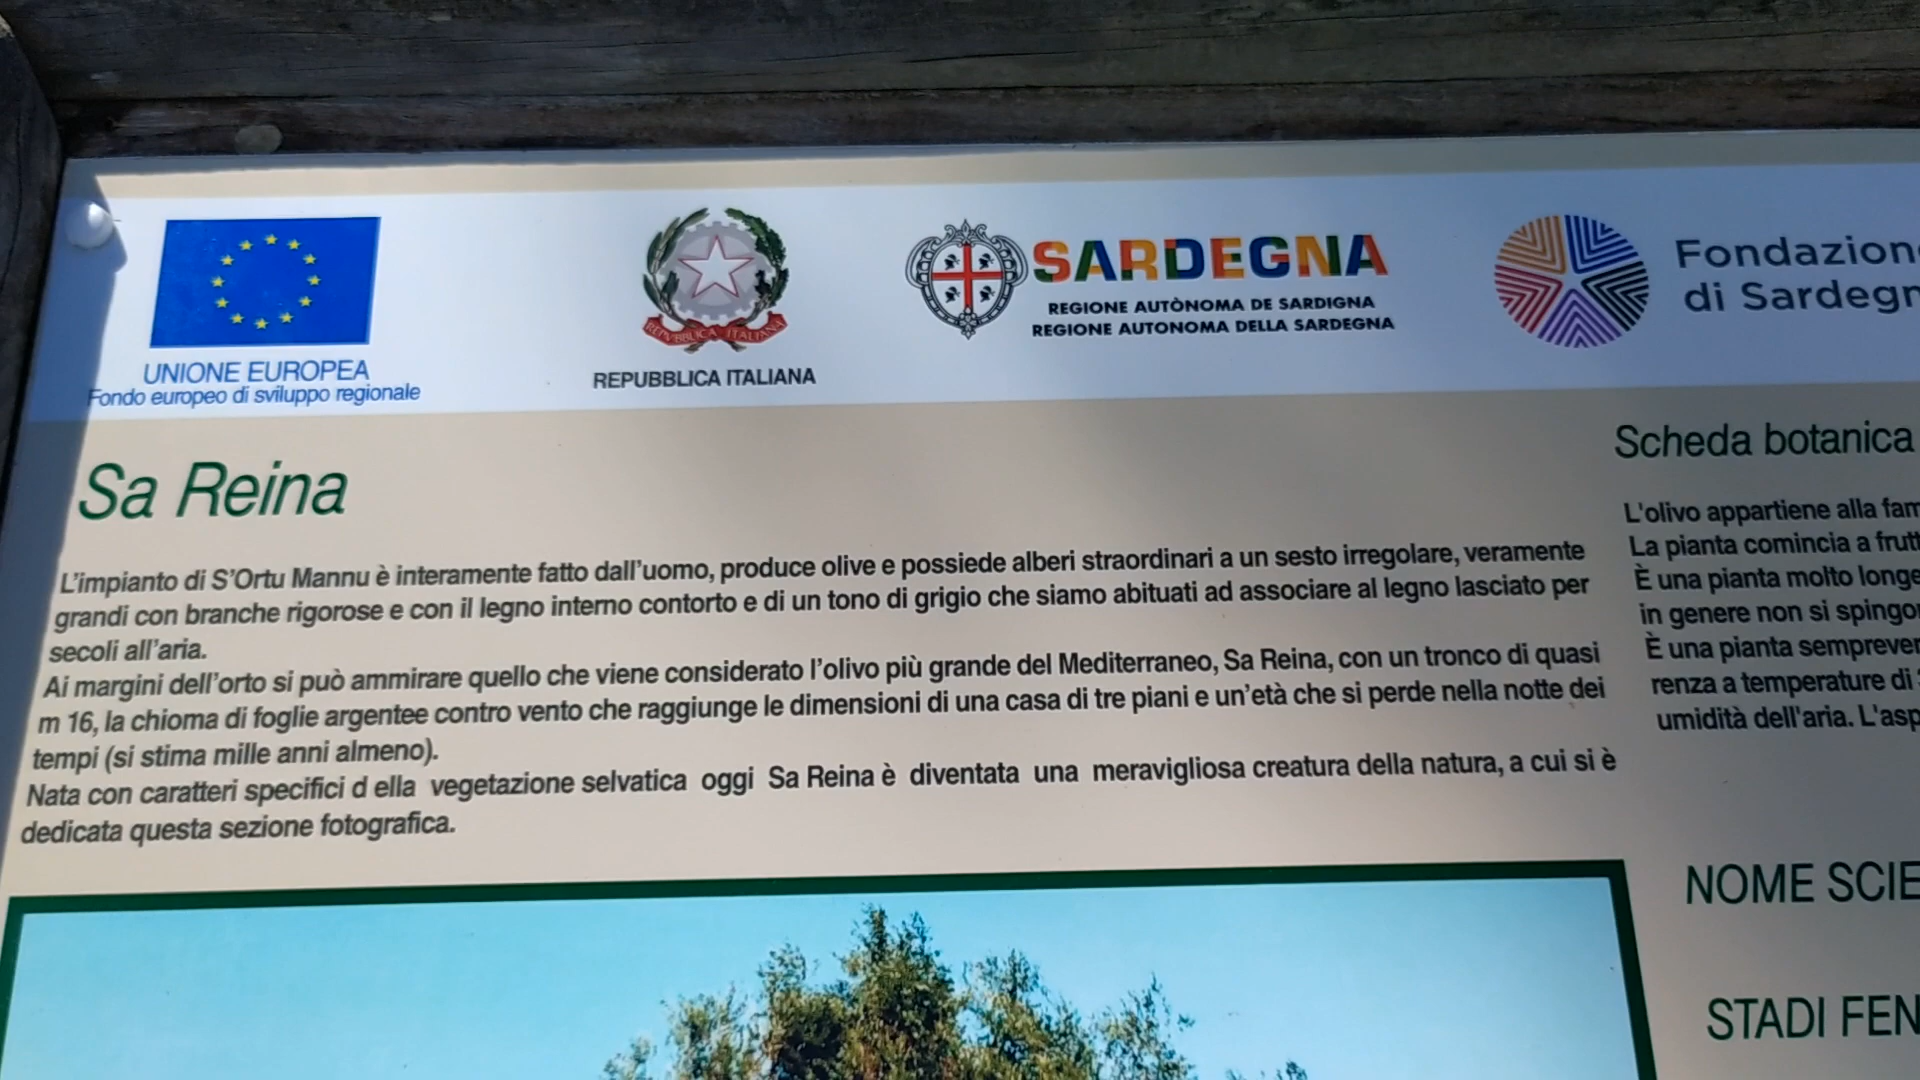 UNIONE EUROPEA
Fondo europeo di sviluppo regionale
REPUBBLICA ITALIANA
REPUBBLICA ITALIANA
SARDEGNA
REGIONE AUTÒNOMA DE SARDIGNA
REGIONE AUTONOMA DELLA SARDEGNA
Fondazion
di Sardegn
Sa Reina
L'impianto di S'Ortu Mannu è interamente fatto dall'uomo, produce olive e possiede alberi straordinari a un sesto irregolare, veramente
grandi con branche rigorose e con il legno interno contorto e di un tono di grigio che siamo abituati ad associare al legno lasciato per
secoli all'aria.
Ai margini dell'orto si può ammirare quello che viene considerato l'olivo più grande del Mediterraneo, Sa Reina, con un tronco di quasi
m 16, la chioma di foglie argentee contro vento che raggiunge le dimensioni di una casa di tre piani e un'età che si perde nella notte dei
tempi (si stima mille anni almeno).
Nata con caratteri specifici d ella vegetazione selvatica oggi Sa Reina è diventata una meravigliosa creatura della natura, a cui si è
dedicata questa sezione fotografica.
Scheda botanica
L'olivo appartiene alla fam
La pianta comincia a frutt
È una pianta molto longe
in genere non si spingo
È una pianta semprever
renza a temperature di
umidità dell'aria. L'asp
NOME SCIE
STADI FEN